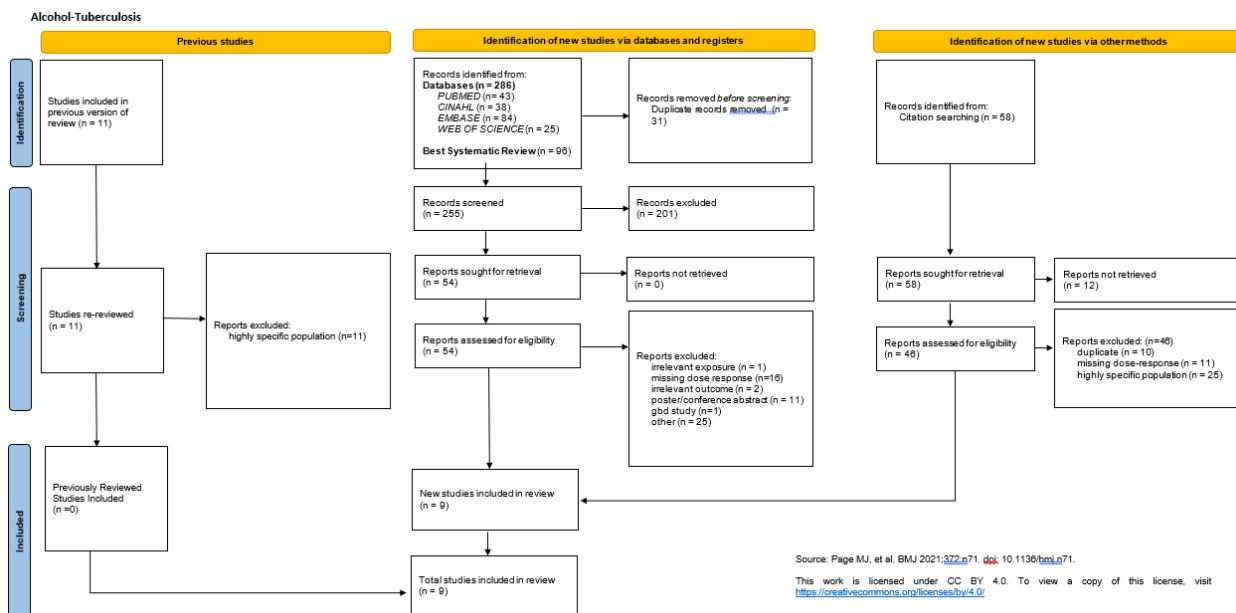 Alcohol-Tuberculosis
Previous studies
Identification of new studies via databases and registers
Identification of new studies via othermethods
Identification
Studies included in
previous version of
review (n = 11)
Records identified from:
Databases (n = 286)
PUBMED (n= 43)
CINAHL (n = 38)
EMBASE (n = 84)
WEB OF SCIENCE (n = 25)
Best Systematic Review (n = 96)
Records removed before screening:
Duplicate records removed (n =
31)
Records identified from:
Citation searching (n = 58)
Screening
Records screened
(n = 255)
Records excluded
(n = 201)
Studies re-reviewed
(n = 11)
Reports excluded:
highly specific population (n=11)
Reports sought for retrieval
(n = 54)
Reports not retrieved
(n = 0)
Reports sought for retrieval
(n = 58)
Reports not retrieved
(n = 12)
Reports assessed for eligibility
(n = 54)
Reports excluded:
irrelevant exposure (n = 1)
missing dose response (n=16)
irrelevant outcome (n = 2)
poster/conference abstract (n = 11)
gbd study (n=1)
other (n = 25)
Reports assessed for eligibility
(n = 46)
Reports excluded: (n=46)
duplicate (n = 10)
missing dose-response (n = 11)
highly specific population (n = 25)
Included
Previously Reviewed
Studies Included
(n =0)
New studies included in review
(n = 9)
Total studies included in review
(n = 9)
Source: Page MJ, et al. BMJ 2021;372:n71. doi: 10.1136/bmj.n71.
This work is licensed under CC BY 4.0. To view a copy of this license, visit
https://creativecommons.org/licenses/by/4.0/